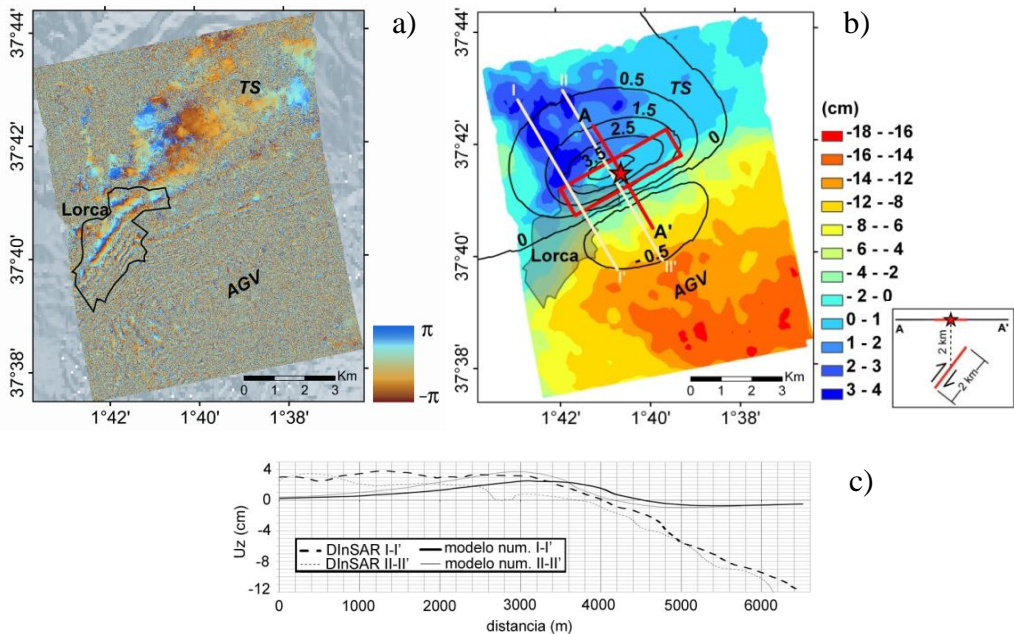 a)
37°44'
37°42'
37°40'
37°38'
TS
Lorca
AGV
π
-π
Km
0 1 2 3
1°42' 1°40' 1°38'
b)
37°44'
37°42'
37°40'
37°38'
I
II
0.5
TS
A
1.5
2.5
3.5
0
0
A'
Lorca
- 0.5
I'
II'
AGV
Km
0 1 2 3
1°42' 1°40' 1°38'
(cm)
-18 - -16
-16 - -14
-14 - -12
-12 - -8
- 8 - -6
- 6 - -4
- 4 - -2
- 2 - 0
0 - 1
1 - 2
2 - 3
3 - 4
A A'
2 km
2 km
c)
Uz (cm)
4
0
-4
-8
-12
DInSAR I-I' modelo num. I-I'
DInSAR II-II' modelo num. II-II'
0 1000 2000 3000 4000 5000 6000
distancia (m)